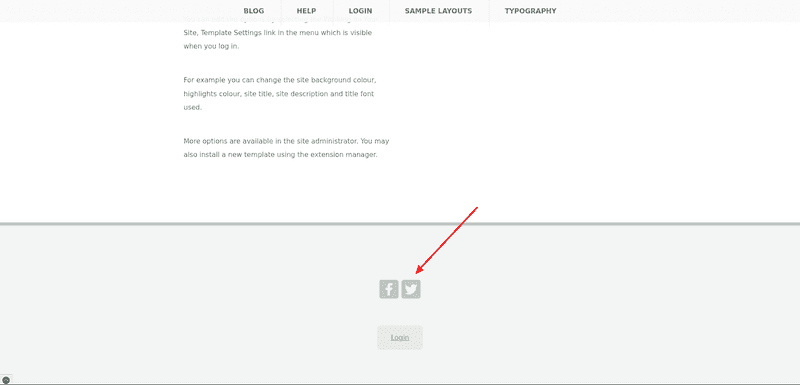 BLOG HELP LOGIN SAMPLE LAYOUTS TYPOGRAPHY
Site, Template Settings link in the menu which is visible
when you log in.
For example you can change the site background colour,
highlights colour, site title, site description and title font
used.
More options are available in the site administrator. You may
also install a new template using the extension manager.
Login